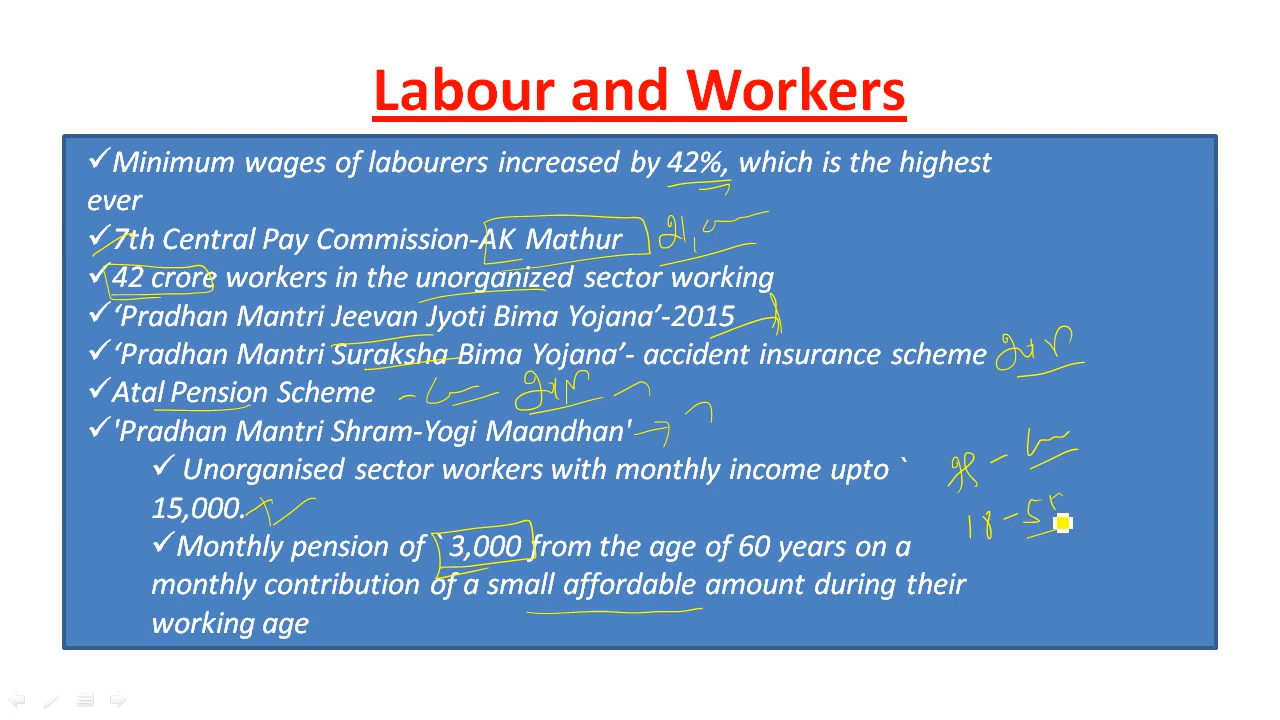 Labour and Workers
✓Minimum wages of labourers increased by 42%, which is the highest
ever
✓7th Central Pay Commission-AK Mathur
✓42 crore workers in the unorganized sector working
✓‘Pradhan Mantri Jeevan Jyoti Bima Yojana’-2015
✓‘Pradhan Mantri Suraksha Bima Yojana’- accident insurance scheme
✓Atal Pension Scheme
✓'Pradhan Mantri Shram-Yogi Maandhan'
✓ Unorganised sector workers with monthly income upto `
15,000.
✓Monthly pension of `3,000 from the age of 60 years on a
monthly contribution of a small affordable amount during their
working age